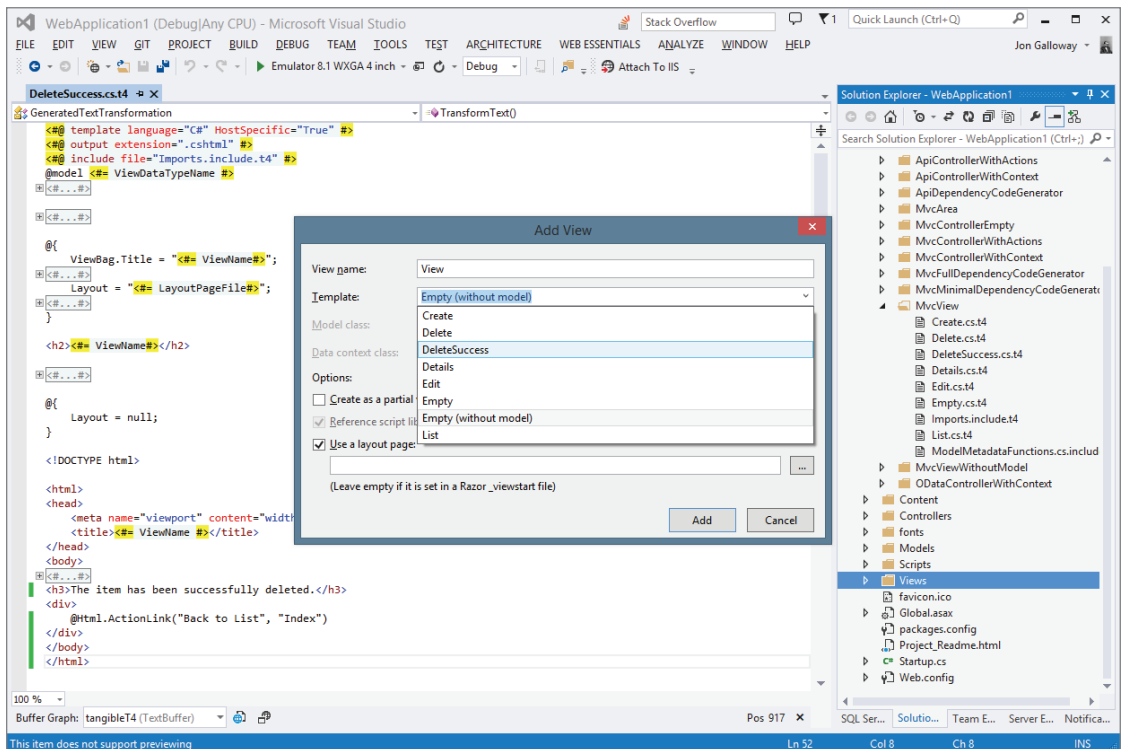 WebApplication1 (Debug|Any CPU) - Microsoft Visual Studio
Stack Overflow
1
Quick Launch (Ctrl+Q)
FILE EDIT VIEW GIT PROJECT BUILD DEBUG TEAM TOOLS TEST ARCHITECTURE WEB ESSENTIALS ANALYZE WINDOW HELP
Jon Galloway
Emulator 8.1 WXGA 4 inch
Debug
Attach To IIS
DeleteSuccess.cs.t4
GeneratedTextTransformation
TransformText()
<#@ template language="C#" HostSpecific="True" #>
<#@ output extension=".cshtml" #>
<#@ include file="Imports.include.t4" #>
@model <#= ViewDataTypeName #>
<#...#>
<#...#>
@{
ViewBag.Title = "<#= ViewName#>";
<#...#>
Layout = "<#= LayoutPageFile#>";
<#...#>
}
<h2><#= ViewName#></h2>
<#...#>
@{
Layout = null;
}
<!DOCTYPE html>
<html>
<head>
<meta name="viewport" content="width
<title><#= ViewName #></title>
</head>
<body>
<#...#>
<h3>The item has been successfully deleted.</h3>
<div>
@Html.ActionLink("Back to List", "Index")
</div>
</body>
</html>
100 %
Buffer Graph: tangibleT4 (TextBuffer)
Pos 917
Add View
View name:
View
Template:
Empty (without model)
Model class:
Data context class:
Options:
Create as a partial
Reference script lib
Use a layout page:
Create
Delete
DeleteSuccess
Details
Edit
Empty
Empty (without model)
List
...
(Leave empty if it is set in a Razor _viewstart file)
Add
Cancel
Solution Explorer - WebApplication1
Search Solution Explorer - WebApplication1 (Ctrl+;)
ApiControllerWithActions
ApiControllerWithContext
ApiDependencyCodeGenerator
MvcArea
MvcControllerEmpty
MvcControllerWithActions
MvcControllerWithContext
MvcFullDependencyCodeGenerator
MvcMinimalDependencyCodeGenerato
MvcView
Create.cs.t4
Delete.cs.t4
DeleteSuccess.cs.t4
Details.cs.t4
Edit.cs.t4
Empty.cs.t4
Imports.include.t4
List.cs.t4
ModelMetadataFunctions.cs.includ
MvcViewWithoutModel
ODataControllerWithContext
Content
Controllers
fonts
Models
Scripts
Views
favicon.ico
Global.asax
packages.config
Project_Readme.html
C# Startup.cs
Web.config
SQL Ser... Solutio... Team E... Server E... Notifica...
This item does not support previewing
Ln 52
Col 8
Ch 8
INS